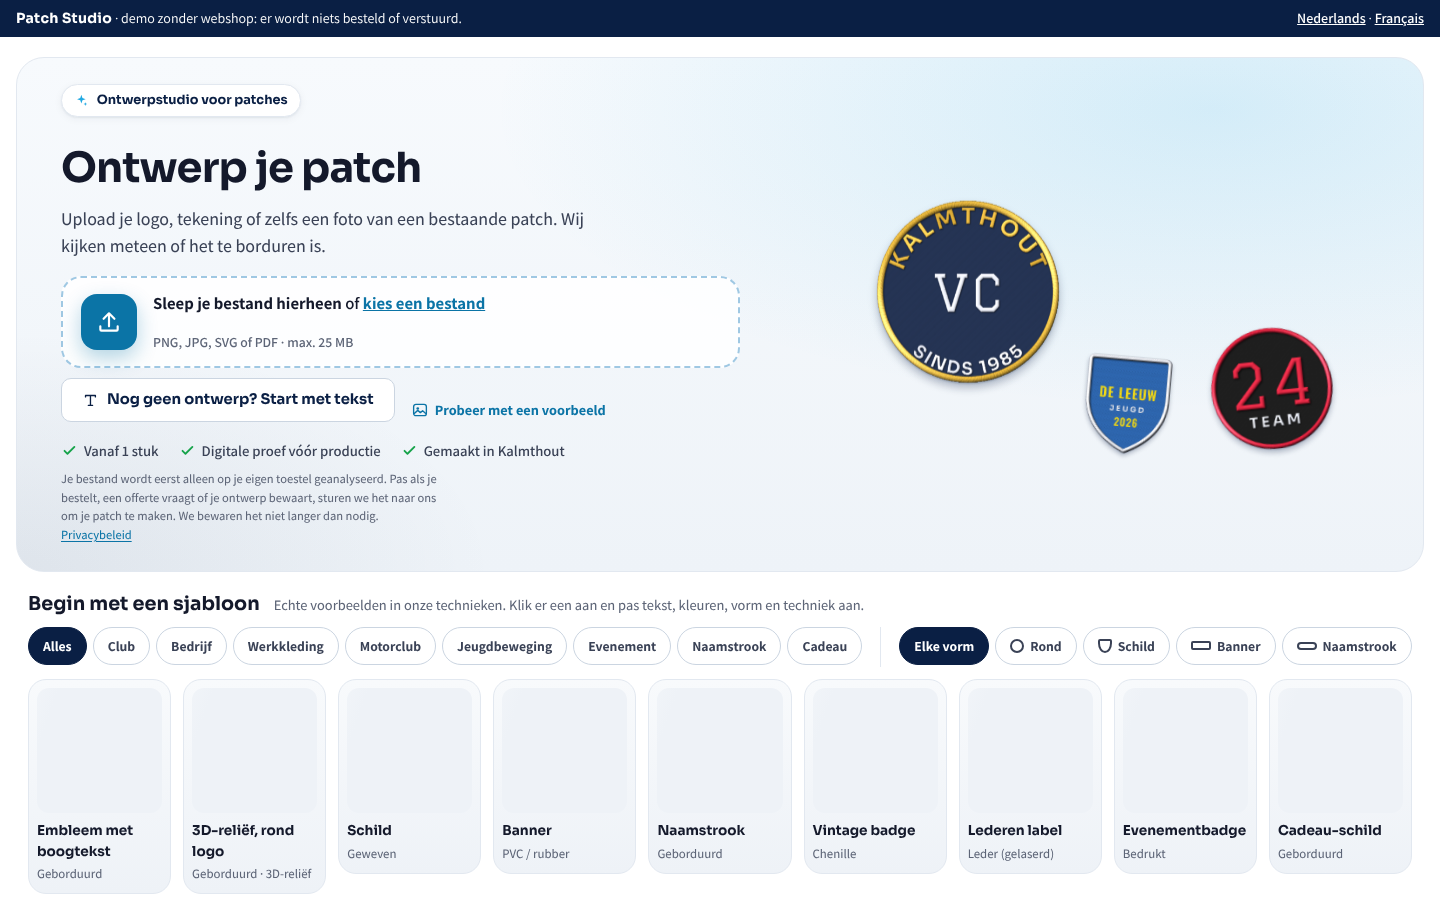 Patch Studio · demo zonder webshop: er wordt niets besteld of verstuurd.
Nederlands · Français
Ontwerpstudio voor patches
Ontwerp je patch
Upload je logo, tekening of zelfs een foto van een bestaande patch. Wij
kijken meteen of het te borduren is.
Sleep je bestand hierheen of kies een bestand
PNG, JPG, SVG of PDF · max. 25 MB
Nog geen ontwerp? Start met tekst
Probeer met een voorbeeld
Vanaf 1 stuk
Digitale proef vóór productie
Gemaakt in Kalmthout
Je bestand wordt eerst alleen op je eigen toestel geanalyseerd. Pas als je
bestelt, een offerte vraagt of je ontwerp bewaart, sturen we het naar ons
om je patch te maken. We bewaren het niet langer dan nodig.
Privacybeleid
KALMTHOUT
VC
SINDS 1985
DE LEEUW
JEUGD
2026
24
TEAM
Begin met een sjabloon
Echte voorbeelden in onze technieken. Klik er een aan en pas tekst, kleuren, vorm en techniek aan.
Alles
Club
Bedrijf
Werkkleding
Motorclub
Jeugdbeweging
Evenement
Naamstrook
Cadeau
Elke vorm
Rond
Schild
Banner
Naamstrook
Embleem met
boogtekst
Geborduurd
3D-reliëf, rond
logo
Geborduurd · 3D-reliëf
Schild
Geweven
Banner
PVC / rubber
Naamstrook
Geborduurd
Vintage badge
Chenille
Lederen label
Leder (gelaserd)
Evenementbadge
Bedrukt
Cadeau-schild
Geborduurd